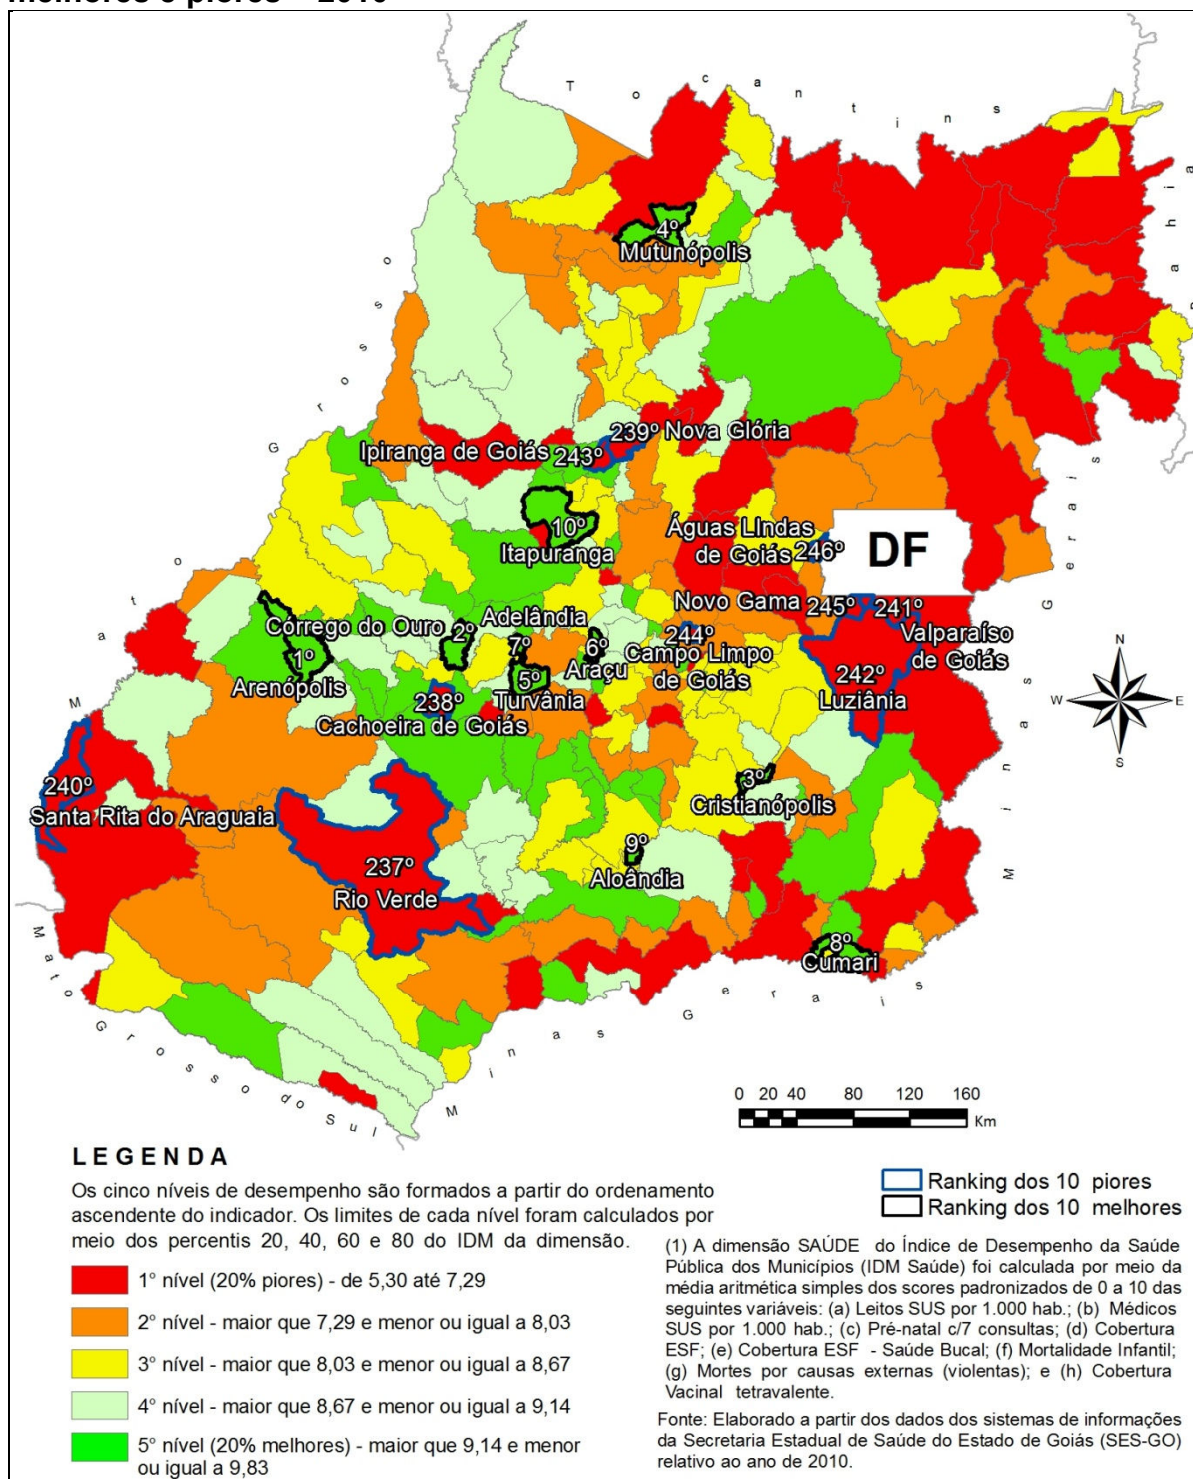 melhores e piores – 2010
Tocantins
Bahia
Mato Grosso
4º
Mutunópolis
239º Nova Glória
Ipiranga de Goiás 243º
10º
Itapuranga
Águas LIndas
de Goiás
246º
DF
Novo Gama 245º 241º
Valparaíso
de Goiás
Adelândia
Córrego do Ouro 2º
7º
6º
Araçu
244º
Campo Limpo
de Goiás
1º
Arenópolis
5º
Turvânia
242º
Luziânia
238º
Cachoeira de Goiás
Minas Gerais
N
W E
S
240º
Santa Rita do Araguaia
3º
Cristianópolis
237º
Rio Verde
9º
Aloândia
8º
Cumari
Mato Grosso do Sul
Minas Gerais
0 20 40 80 120 160
Km
LEGENDA
Os cinco níveis de desempenho são formados a partir do ordenamento
ascendente do indicador. Os limites de cada nível foram calculados por
meio dos percentis 20, 40, 60 e 80 do IDM da dimensão.
1° nível (20% piores) - de 5,30 até 7,29
2° nível - maior que 7,29 e menor ou igual a 8,03
3° nível - maior que 8,03 e menor ou igual a 8,67
4° nível - maior que 8,67 e menor ou igual a 9,14
5° nível (20% melhores) - maior que 9,14 e menor
ou igual a 9,83
Ranking dos 10 piores
Ranking dos 10 melhores
(1) A dimensão SAÚDE do Índice de Desempenho da Saúde
Pública dos Municípios (IDM Saúde) foi calculada por meio da
média aritmética simples dos scores padronizados de 0 a 10 das
seguintes variáveis: (a) Leitos SUS por 1.000 hab.; (b) Médicos
SUS por 1.000 hab.; (c) Pré-natal c/7 consultas; (d) Cobertura
ESF; (e) Cobertura ESF - Saúde Bucal; (f) Mortalidade Infantil;
(g) Mortes por causas externas (violentas); e (h) Cobertura
Vacinal tetravalente.
Fonte: Elaborado a partir dos dados dos sistemas de informações
da Secretaria Estadual de Saúde do Estado de Goiás (SES-GO)
relativo ao ano de 2010.